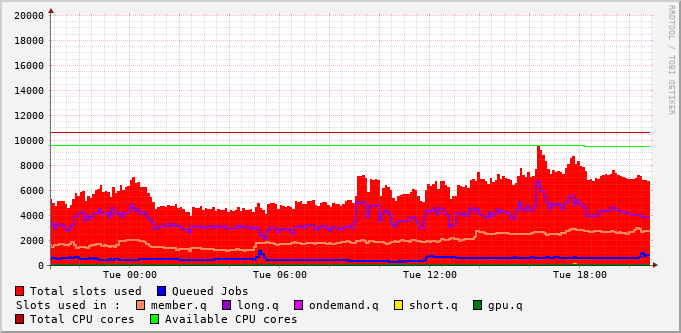 20000
18000
16000
14000
12000
10000
8000
6000
4000
2000
0
Tue 00:00 Tue 06:00 Tue 12:00 Tue 18:00
RRDTOOL / TOBI OETIKER
Total slots used Queued Jobs
Slots used in : member.q long.q ondemand.q short.q gpu.q
Total CPU cores Available CPU cores